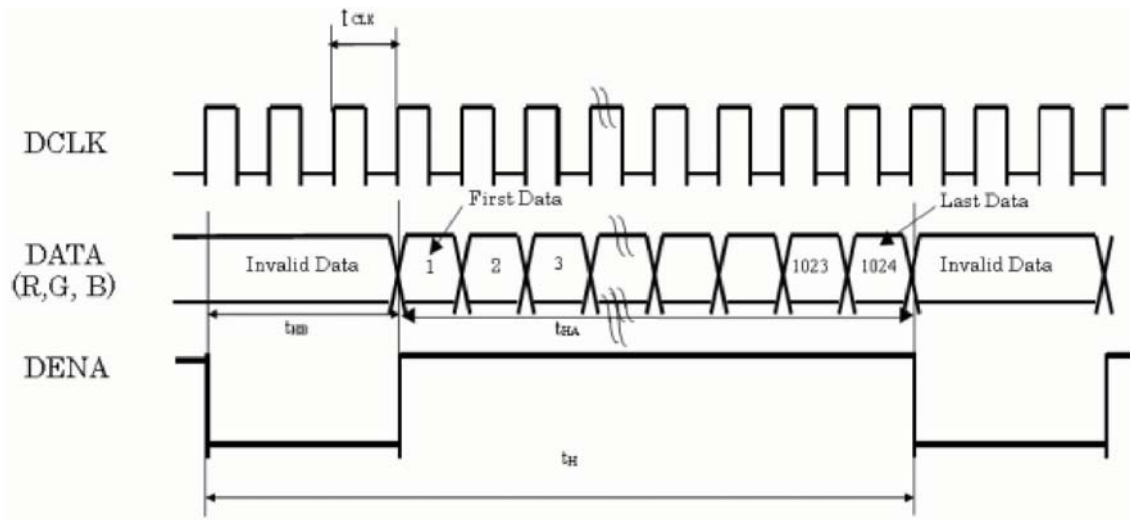 tCLK
DCLK
First Data
Last Data
DATA
(R,G, B)
Invalid Data
1
2
3
1023
1024
Invalid Data
tHB
tHA
DENA
tH